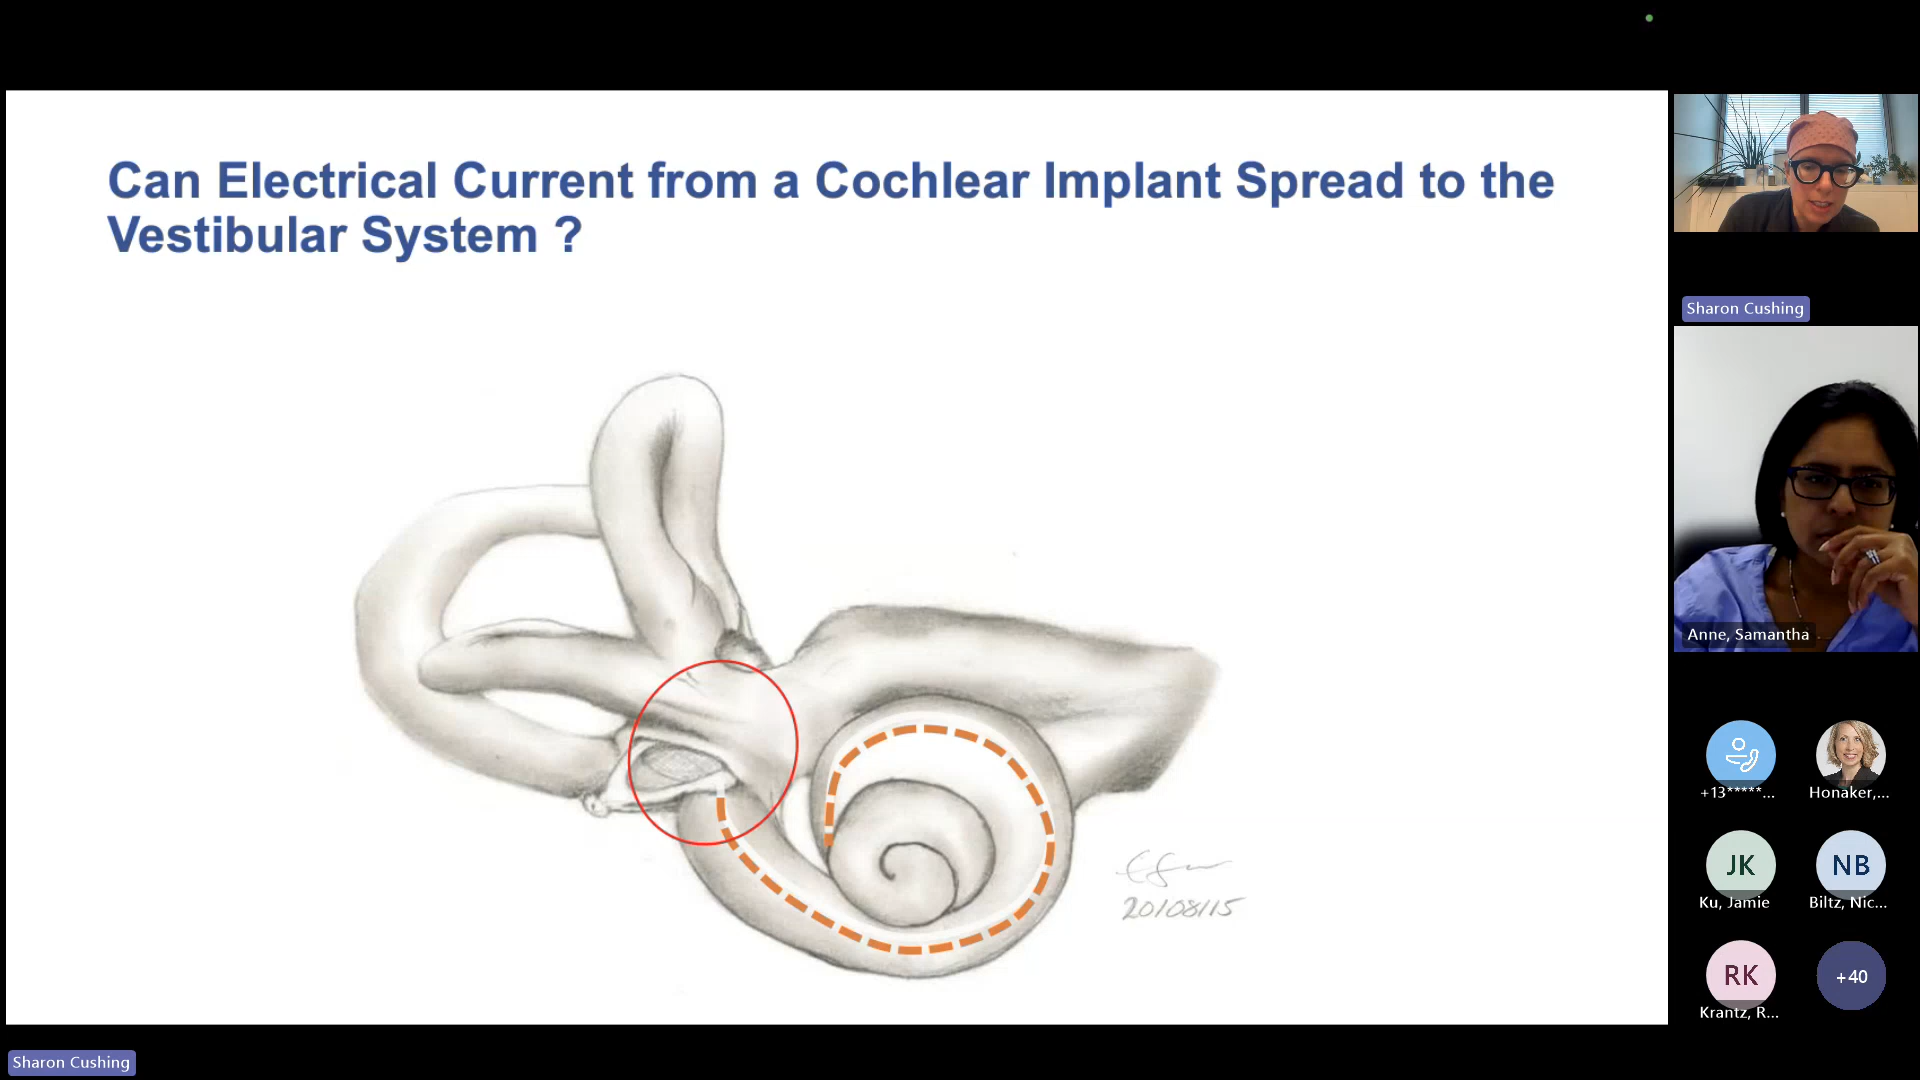 Can Electrical Current from a Cochlear Implant Spread to the
Vestibular System ?
20108115
Sharon Cushing
Anne, Samantha
+13*****...
Honaker,...
JK
Ku, Jamie
NB
Biltz, Nic...
RK
Krantz, R...
+40
Sharon Cushing